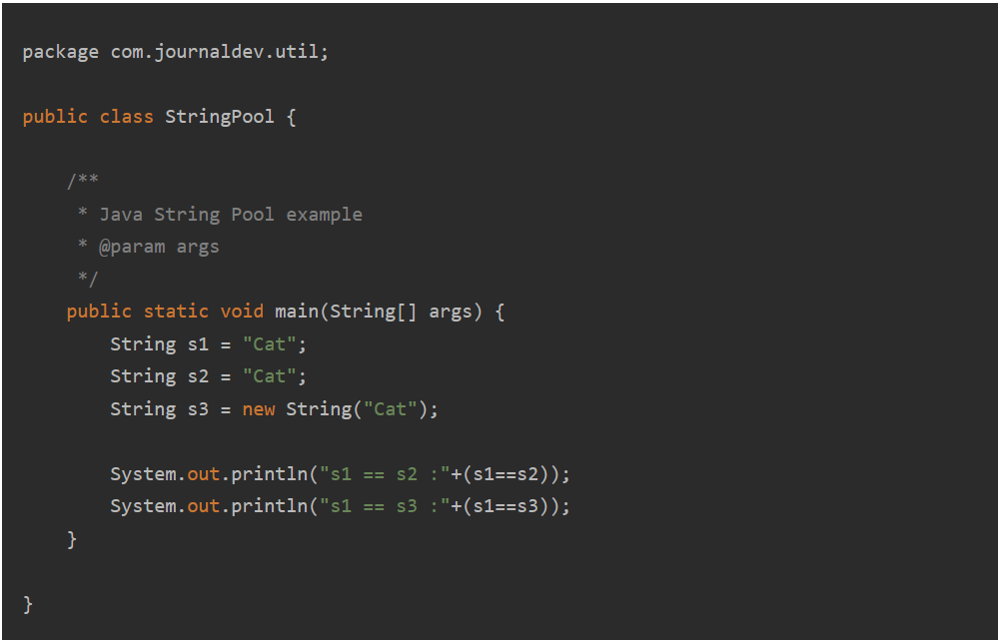 package com.journaldev.util;
public class StringPool {
    /**
     * Java String Pool example
     * @param args
     */
    public static void main(String[] args) {
        String s1 = "Cat";
        String s2 = "Cat";
        String s3 = new String("Cat");
        System.out.println("s1 == s2 :"+(s1==s2));
        System.out.println("s1 == s3 :"+(s1==s3));
    }
}